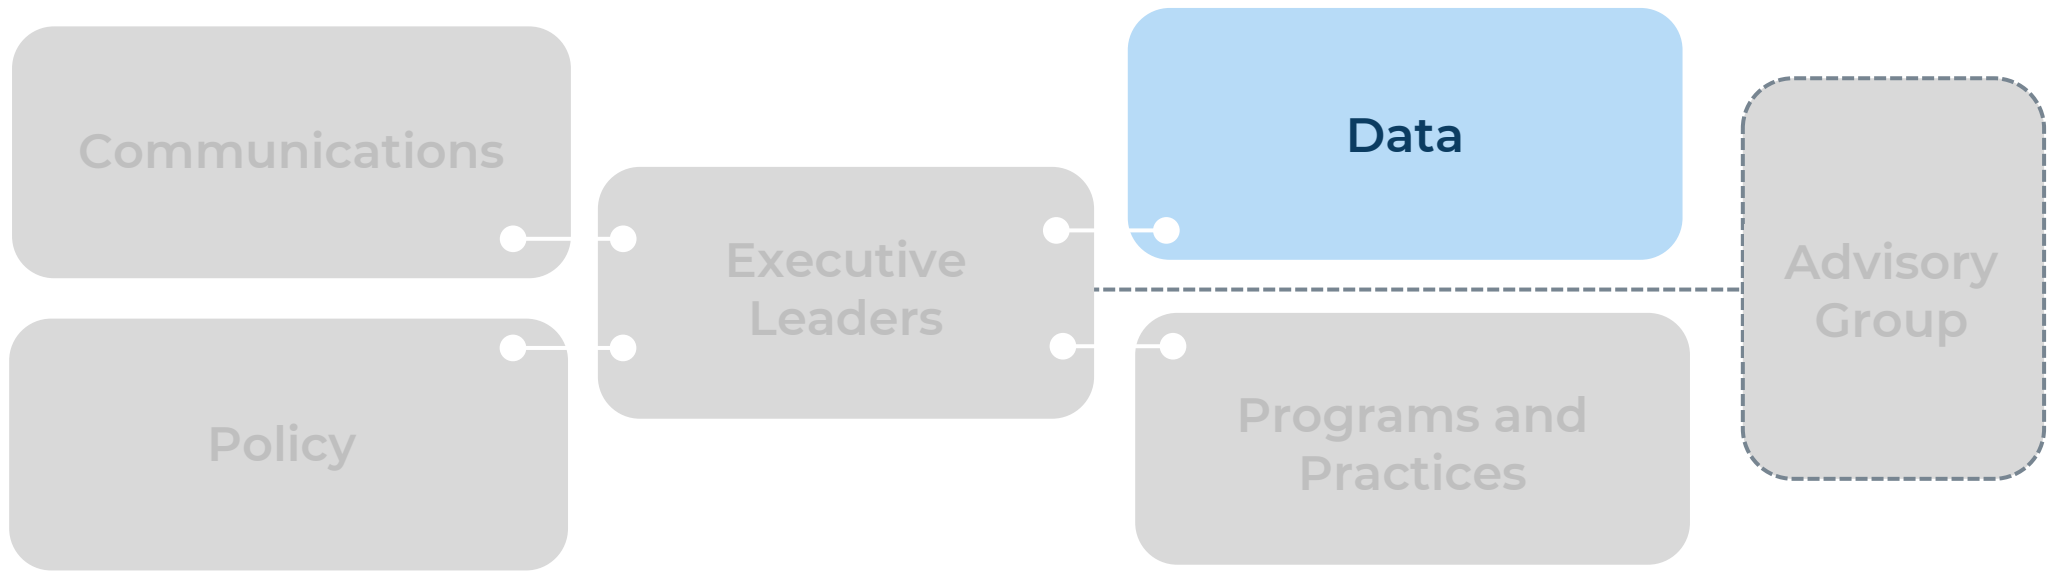 Communications
Policy
Executive
Leaders
Data
Programs and
Practices
Advisory
Group